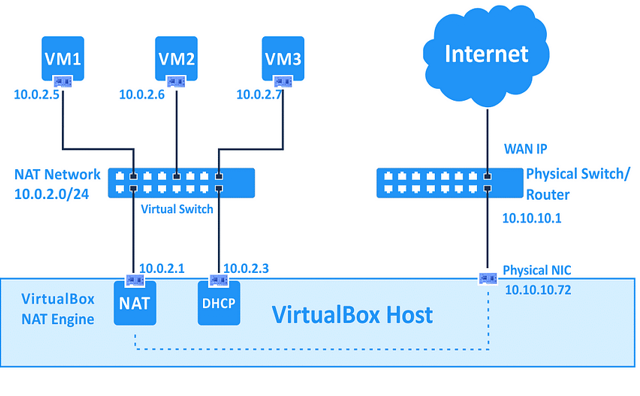 VM1
VM2
VM3
Internet
10.0.2.5
10.0.2.6
10.0.2.7
WAN IP
NAT Network
10.0.2.0/24
Physical Switch/
Router
Virtual Switch
10.10.10.1
10.0.2.1
10.0.2.3
Physical NIC
10.10.10.72
VirtualBox
NAT Engine
NAT
DHCP
VirtualBox Host